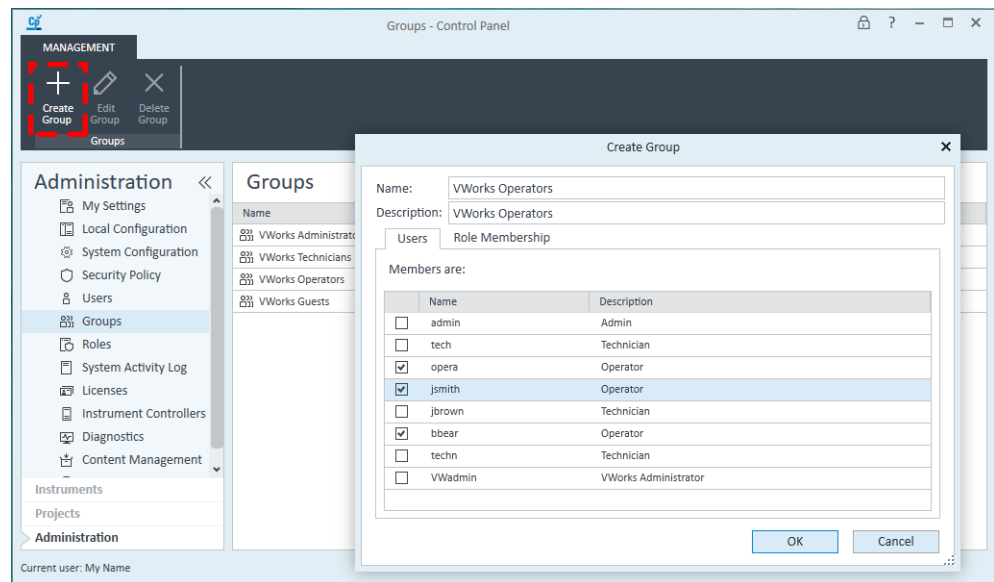 Groups - Control Panel
?
MANAGEMENT
Create Group
Edit Group
Delete Group
Groups
Administration
My Settings
Local Configuration
System Configuration
Security Policy
Users
Groups
Roles
System Activity Log
Licenses
Instrument Controllers
Diagnostics
Content Management
Instruments
Projects
Administration
Current user: My Name
Groups
Name
VWorks Administrato
VWorks Technicians
VWorks Operators
VWorks Guests
Create Group
Name: VWorks Operators
Description: VWorks Operators
Users Role Membership
Members are:
Name Description
admin Admin
tech Technician
opera Operator
jsmith Operator
jbrown Technician
bbear Operator
techn Technician
VWadmin VWorks Administrator
OK Cancel